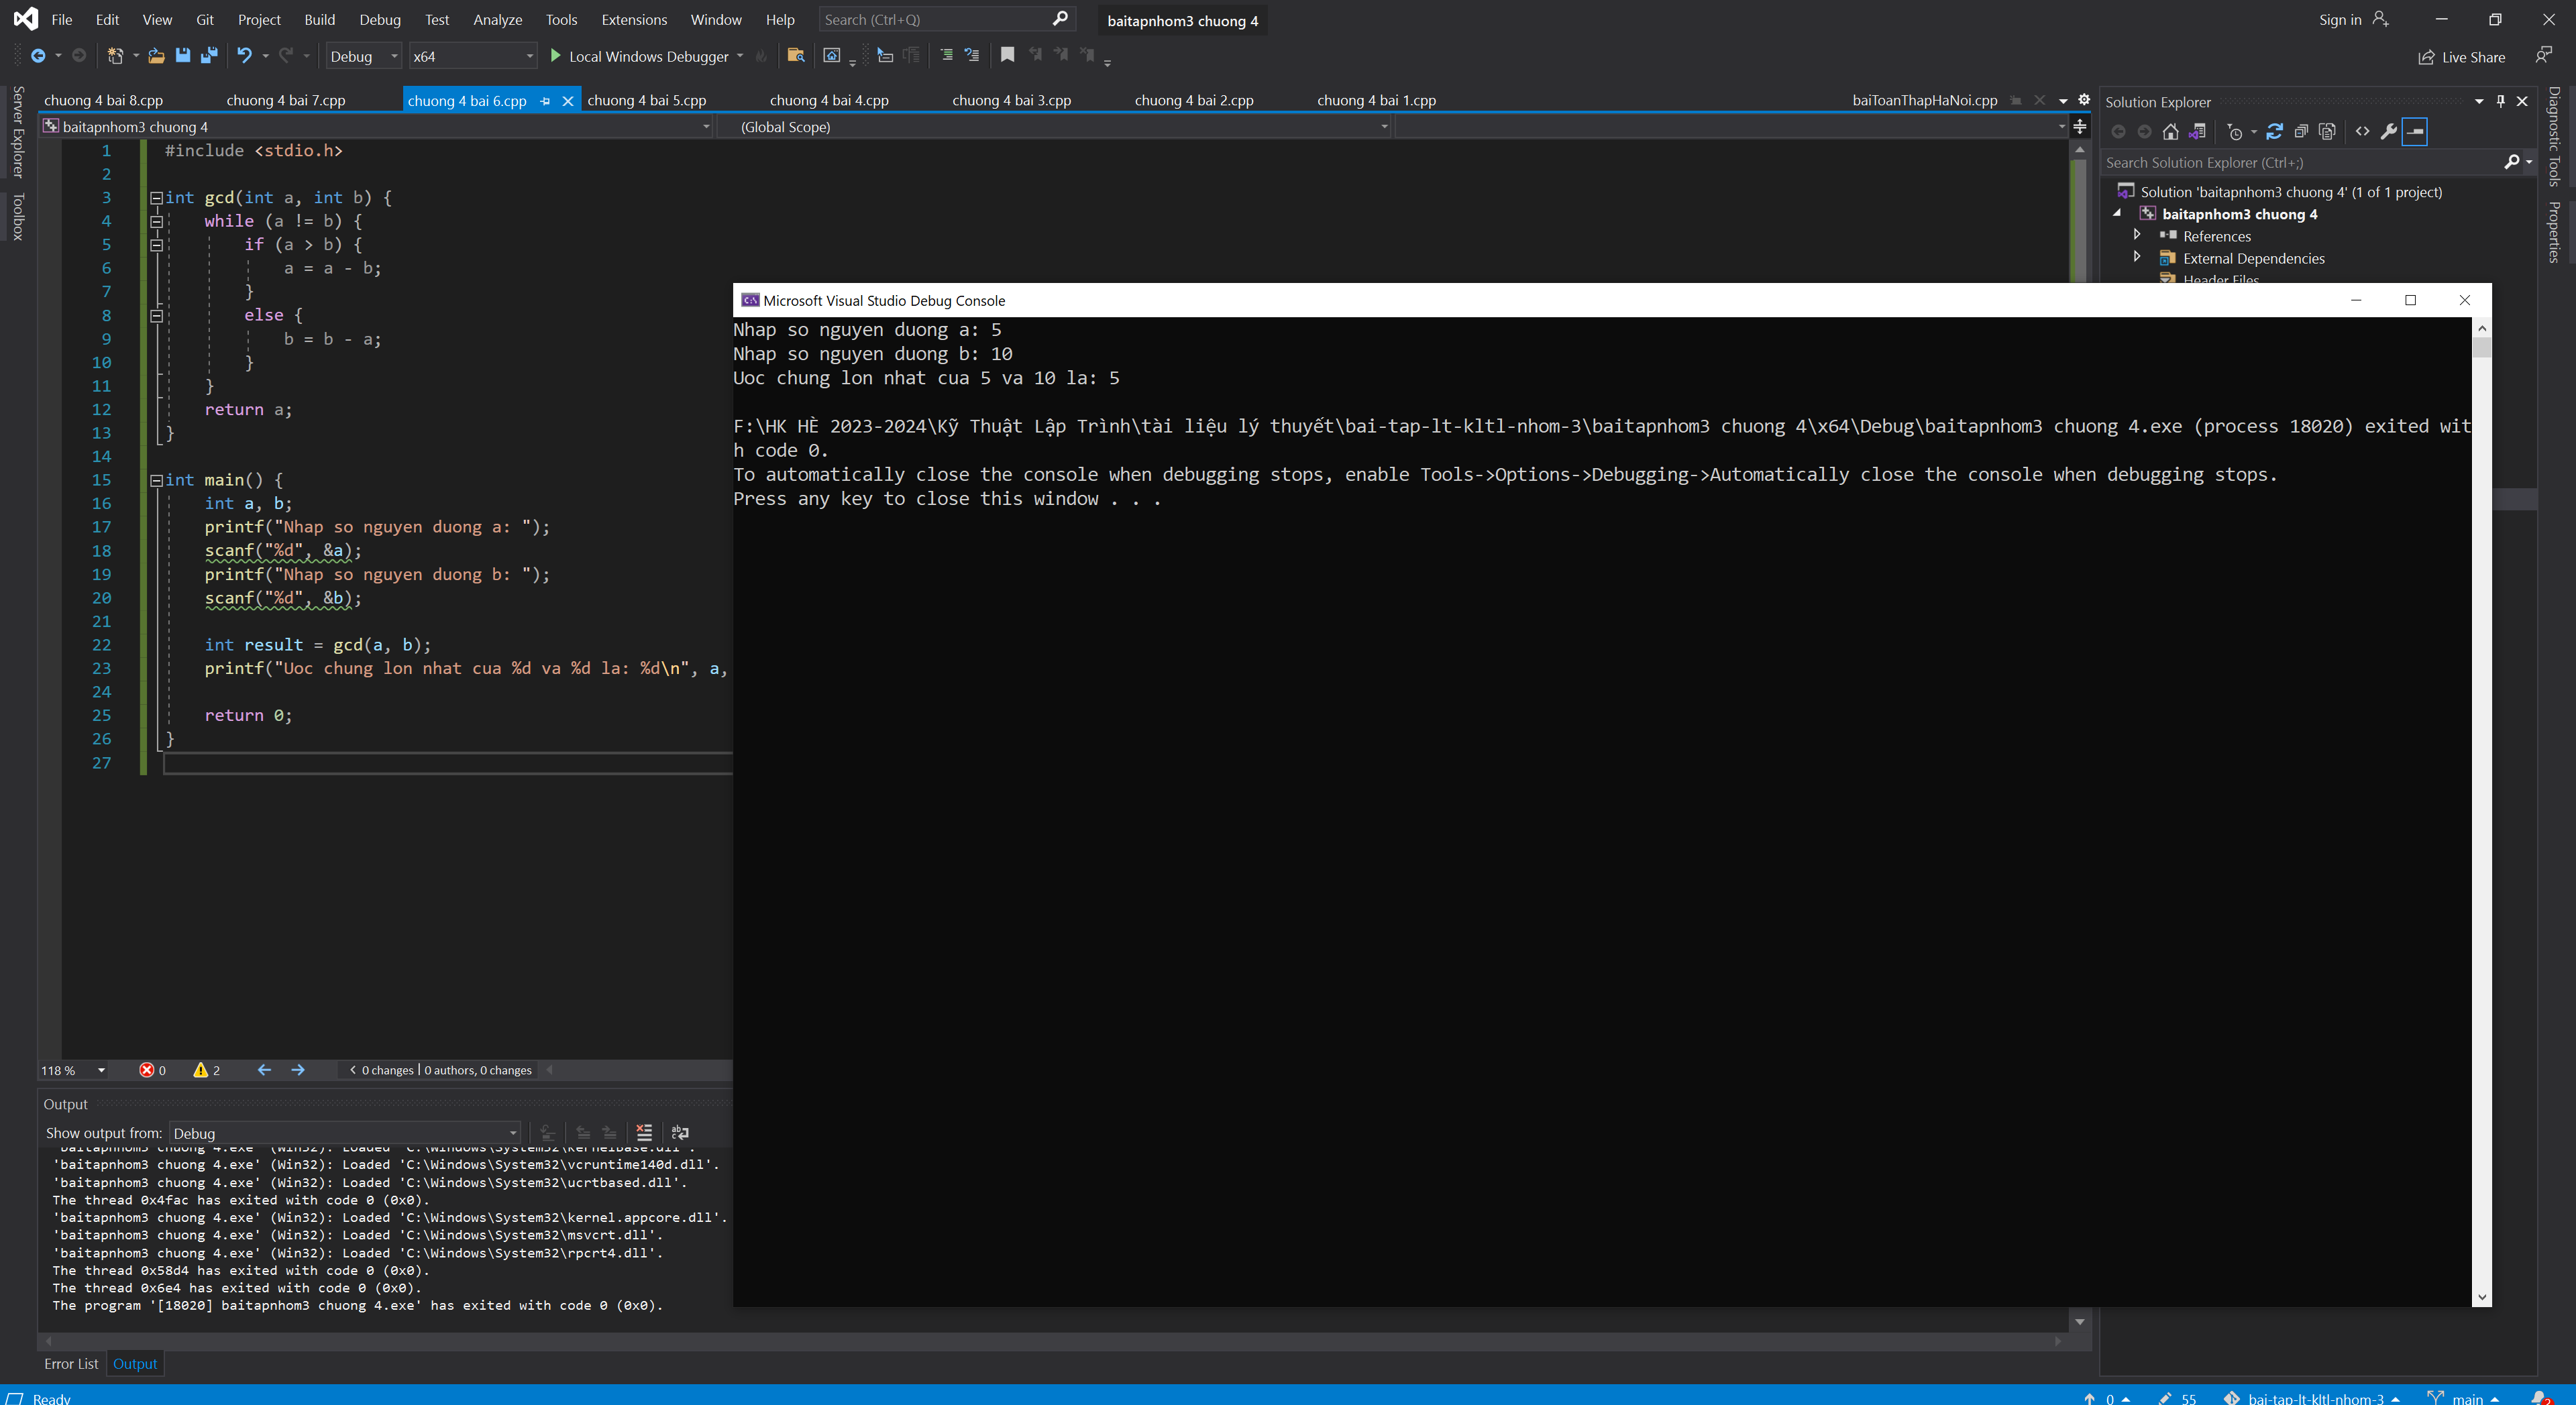 File Edit View Git Project Build Debug Test Analyze Tools Extensions Window Help Search (Ctrl+Q) baitapnhom3 chuong 4 Sign in
Debug x64 Local Windows Debugger Live Share
Server Explorer
Toolbox
chuong 4 bai 8.cpp chuong 4 bai 7.cpp chuong 4 bai 6.cpp chuong 4 bai 5.cpp chuong 4 bai 4.cpp chuong 4 bai 3.cpp chuong 4 bai 2.cpp chuong 4 bai 1.cpp baiToanThapHaNoi.cpp
baitapnhom3 chuong 4 (Global Scope)
1 #include <stdio.h>
2
3 int gcd(int a, int b) {
4 while (a != b) {
5 if (a > b) {
6 a = a - b;
7 }
8 else {
9 b = b - a;
10 }
11 }
12 return a;
13 }
14
15 int main() {
16 int a, b;
17 printf("Nhap so nguyen duong a: ");
18 scanf("%d", &a);
19 printf("Nhap so nguyen duong b: ");
20 scanf("%d", &b);
21
22 int result = gcd(a, b);
23 printf("Uoc chung lon nhat cua %d va %d la: %d\n", a,
24
25 return 0;
26 }
27
Microsoft Visual Studio Debug Console
Nhap so nguyen duong a: 5
Nhap so nguyen duong b: 10
Uoc chung lon nhat cua 5 va 10 la: 5
F:\HK HÈ 2023-2024\Kỹ Thuật Lập Trình\tài liệu lý thuyết\bai-tap-lt-kltl-nhom-3\baitapnhom3 chuong 4\x64\Debug\baitapnhom3 chuong 4.exe (process 18020) exited wit
h code 0.
To automatically close the console when debugging stops, enable Tools->Options->Debugging->Automatically close the console when debugging stops.
Press any key to close this window . . .
Solution Explorer
Search Solution Explorer (Ctrl+;)
Solution 'baitapnhom3 chuong 4' (1 of 1 project)
baitapnhom3 chuong 4
References
External Dependencies
Header Files
Diagnostic Tools
Properties
118 % 0 2 0 changes | 0 authors, 0 changes
Output
Show output from: Debug
'baitapnhom3 chuong 4.exe' (Win32): Loaded 'C:\Windows\System32\KernelBase.dll'.
'baitapnhom3 chuong 4.exe' (Win32): Loaded 'C:\Windows\System32\vcruntime140d.dll'.
'baitapnhom3 chuong 4.exe' (Win32): Loaded 'C:\Windows\System32\ucrtbased.dll'.
The thread 0x4fac has exited with code 0 (0x0).
'baitapnhom3 chuong 4.exe' (Win32): Loaded 'C:\Windows\System32\kernel.appcore.dll'.
'baitapnhom3 chuong 4.exe' (Win32): Loaded 'C:\Windows\System32\msvcrt.dll'.
'baitapnhom3 chuong 4.exe' (Win32): Loaded 'C:\Windows\System32\rpcrt4.dll'.
The thread 0x58d4 has exited with code 0 (0x0).
The thread 0x6e4 has exited with code 0 (0x0).
The program '[18020] baitapnhom3 chuong 4.exe' has exited with code 0 (0x0).
Error List Output
Ready 0 55 bai-tap-lt-kltl-nhom-3 main 2